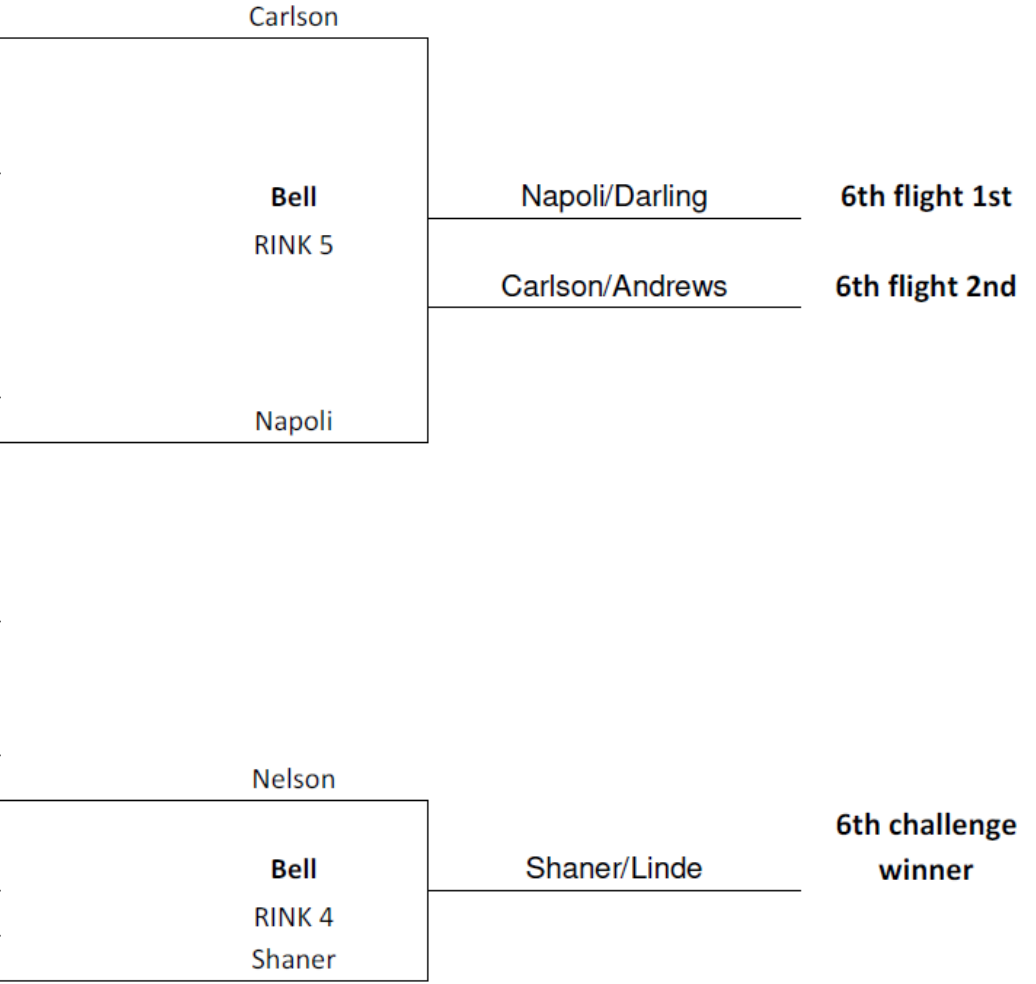 Carlson
Bell
Napoli/Darling
6th flight 1st
RINK 5
Carlson/Andrews
6th flight 2nd
Napoli
Nelson
6th challenge
winner
Bell
Shaner/Linde
RINK 4
Shaner